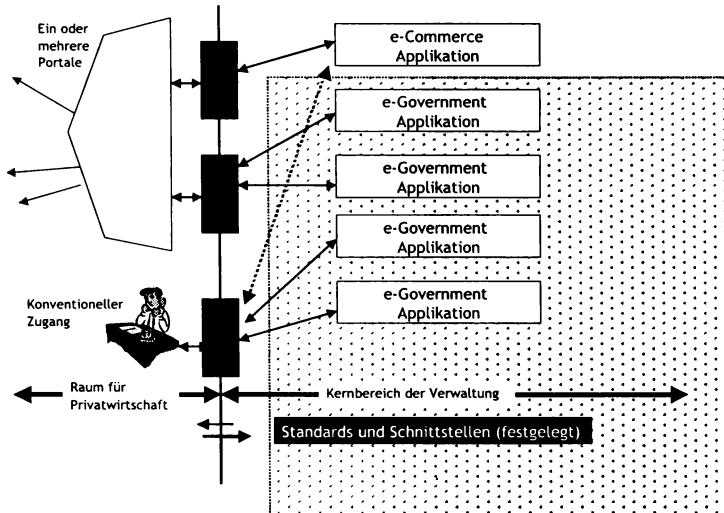 Ein oder
mehrere
Portale
e-Commerce
Applikation
e-Government
Applikation
e-Government
Applikation
e-Government
Applikation
e-Government
Applikation
Konventioneller
Zugang
Raum für
Privatwirtschaft
Kernbereich der Verwaltung
Standards und Schnittstellen (festgelegt)